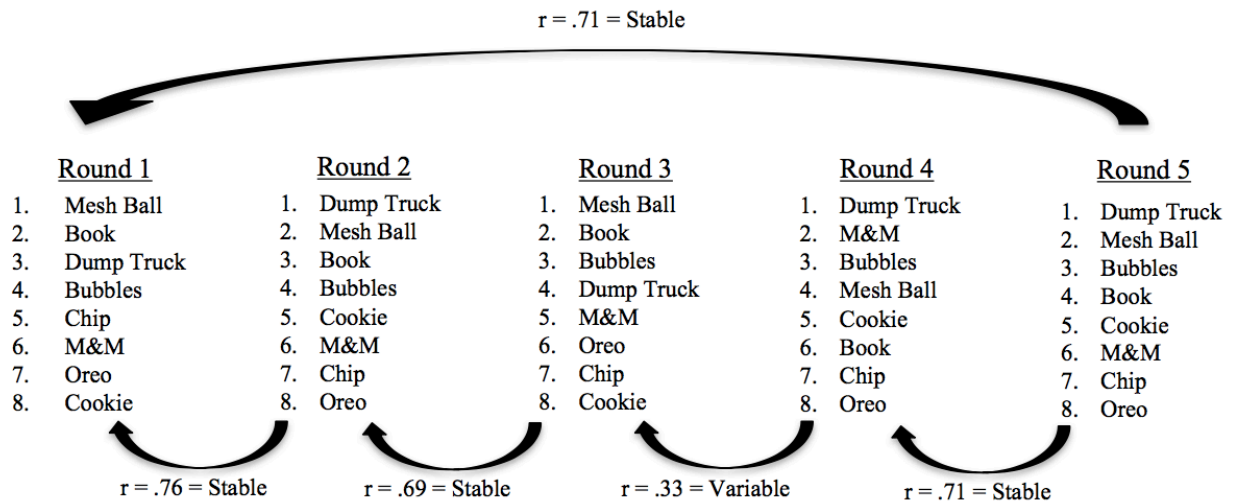 r = .71 = Stable
Round 1
1. Mesh Ball
2. Book
3. Dump Truck
4. Bubbles
5. Chip
6. M&M
7. Oreo
8. Cookie
Round 2
1. Dump Truck
2. Mesh Ball
3. Book
4. Bubbles
5. Cookie
6. M&M
7. Chip
8. Oreo
Round 3
1. Mesh Ball
2. Book
3. Bubbles
4. Dump Truck
5. M&M
6. Oreo
7. Chip
8. Cookie
Round 4
1. Dump Truck
2. M&M
3. Bubbles
4. Mesh Ball
5. Cookie
6. Book
7. Chip
8. Oreo
Round 5
1. Dump Truck
2. Mesh Ball
3. Bubbles
4. Book
5. Cookie
6. M&M
7. Chip
8. Oreo
r = .76 = Stable
r = .69 = Stable
r = .33 = Variable
r = .71 = Stable